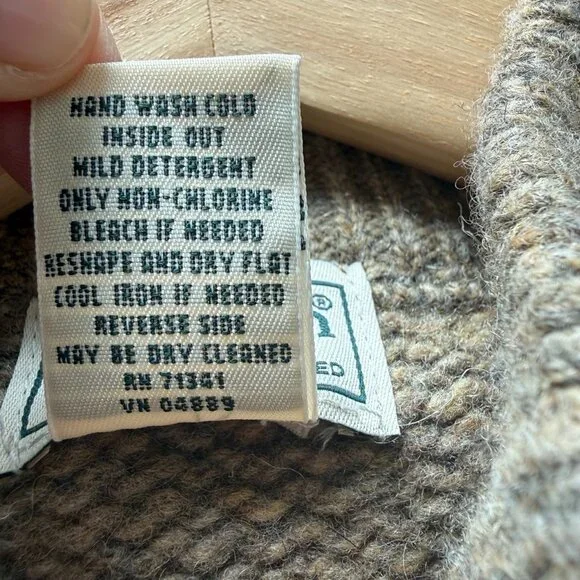 HAND WASH COLD
INSIDE OUT
MILD DETERGENT
ONLY NON-CHLORINE
BLEACH IF NEEDED
RESHAPE AND DRY FLAT
COOL IRON IF NEEDED
REVERSE SIDE
MAY BE DRY CLEANED
RN 71341
VN 04889